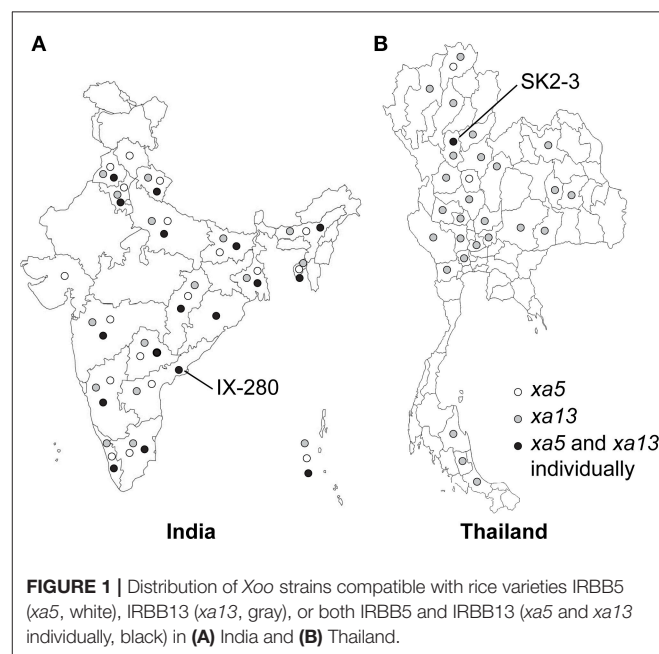 A
B
SK2-3
IX-280
xa5
xa13
xa5 and xa13
individually
India
Thailand
FIGURE 1 | Distribution of Xoo strains compatible with rice varieties IRBB5
(xa5, white), IRBB13 (xa13, gray), or both IRBB5 and IRBB13 (xa5 and xa13
individually, black) in (A) India and (B) Thailand.